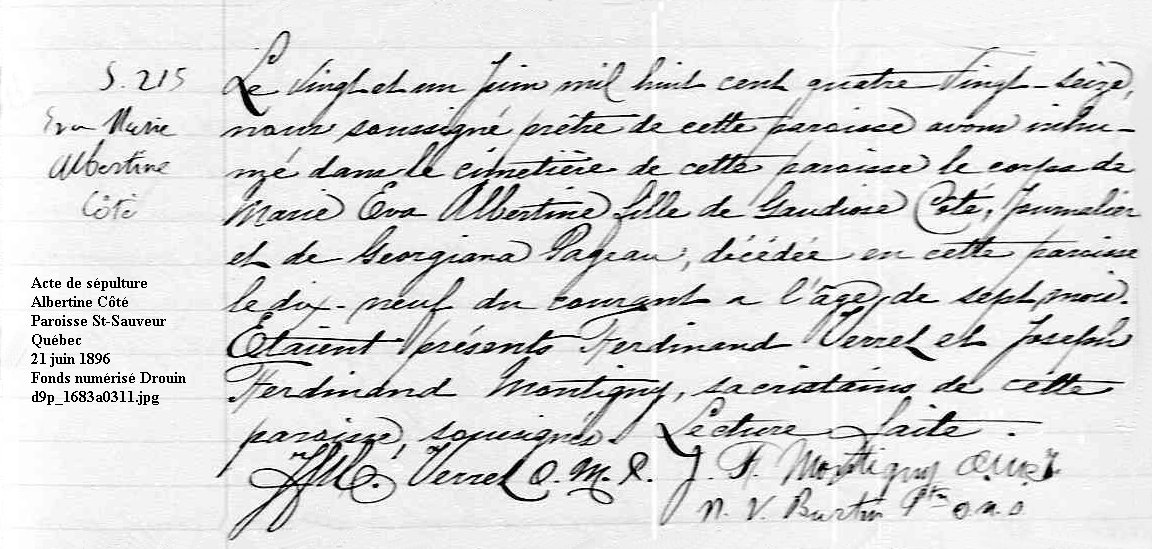 S. 215
Eva Marie
Albertine
Côté
Le vingt et un Juin mil huit cent quatre vingt-seize,
nous soussigné prêtre de cette paroisse avons inhu-
mé dans le cimetière de cette paroisse le corps de
Marie Eva Albertine fille de Gaudiose Côté, Journalier
et de Georgiana Pageau, décédée en cette paroisse
le dix-neuf du courant a l'âge de sept mois.
Etaient présents Ferdinand Verret et Joseph
Ferdinand Montigny, sacristains de cette
paroisse, sousignés. Lecture faite.
Verret O. M. I. J. F. Montigny
N. V. Burtin Ptre o.m.i
Acte de sépulture
Albertine Côté
Paroisse St-Sauveur
Québec
21 juin 1896
Fonds numérisé Drouin
d9p_1683a0311.jpg